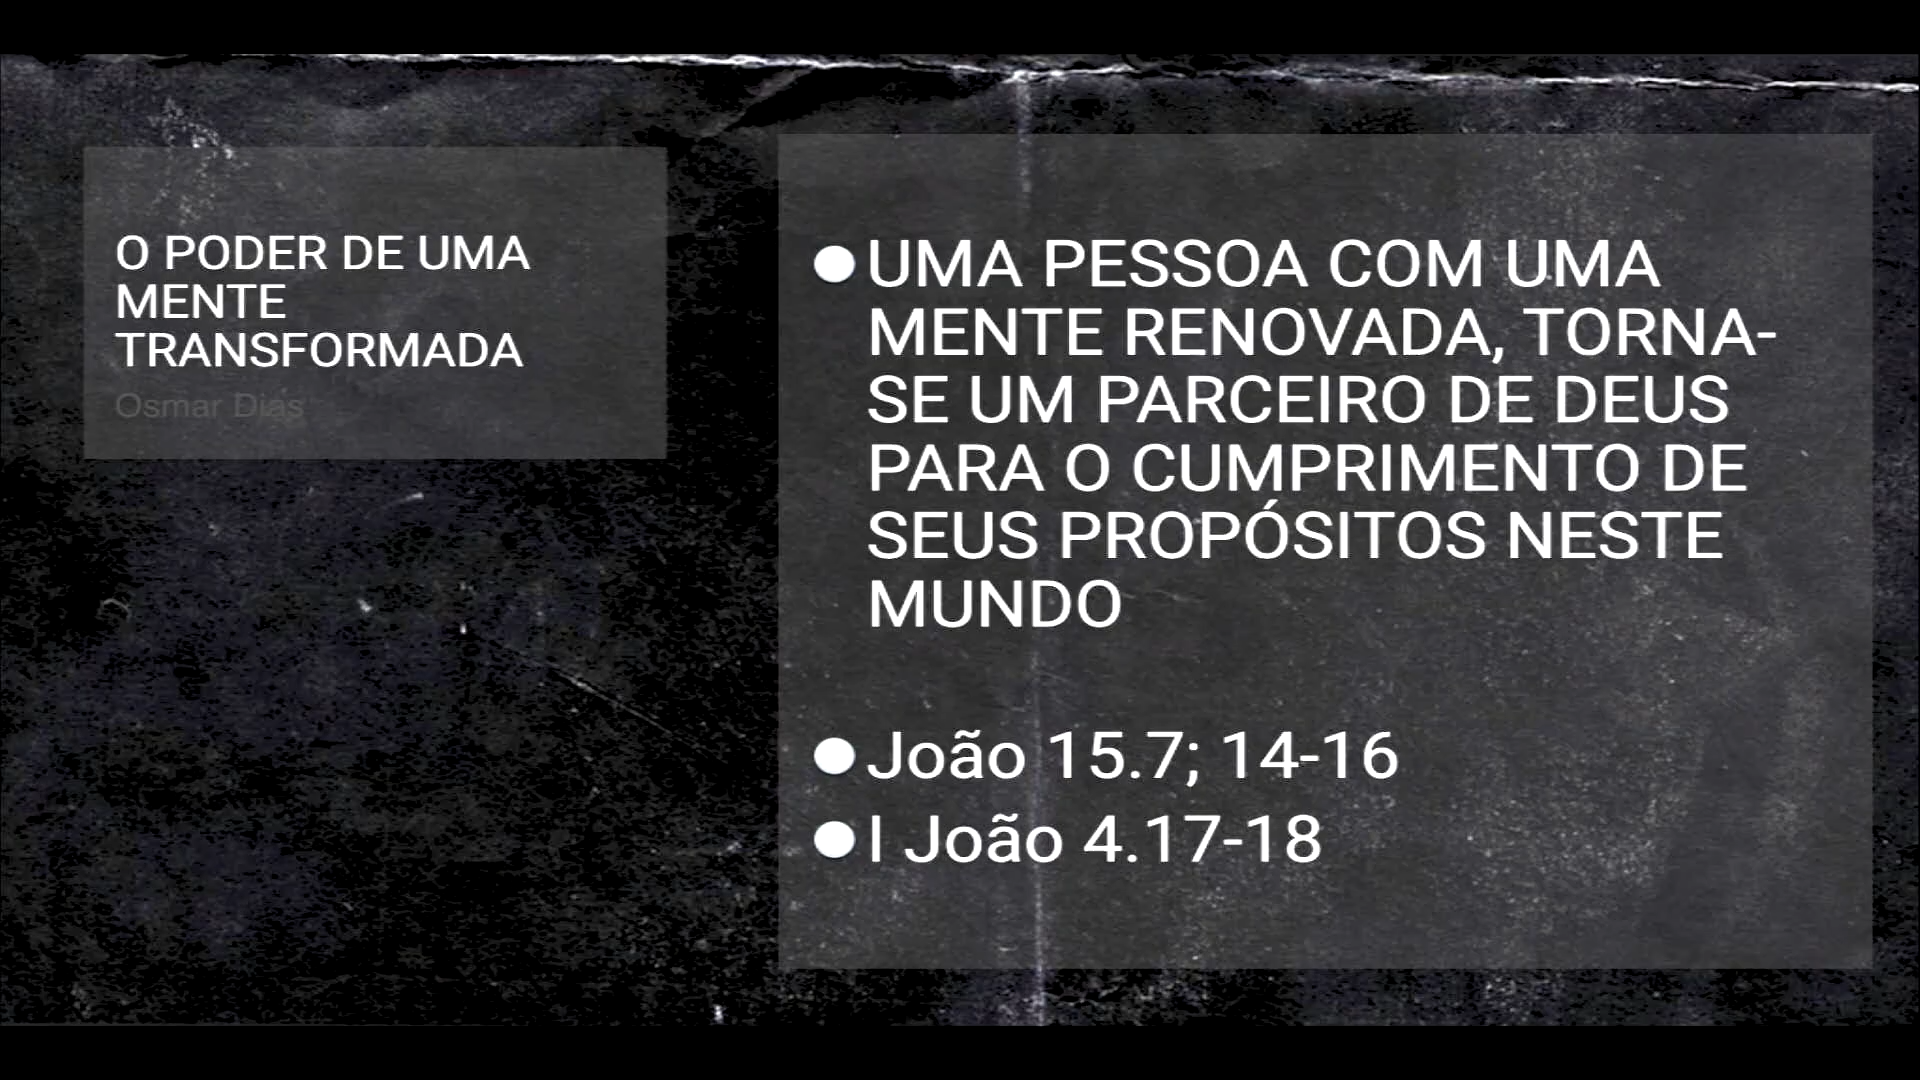 O PODER DE UMA
MENTE
TRANSFORMADA
Osmar Dias
UMA PESSOA COM UMA
MENTE RENOVADA, TORNA-
SE UM PARCEIRO DE DEUS
PARA O CUMPRIMENTO DE
SEUS PROPÓSITOS NESTE
MUNDO
João 15.7; 14-16
I João 4.17-18